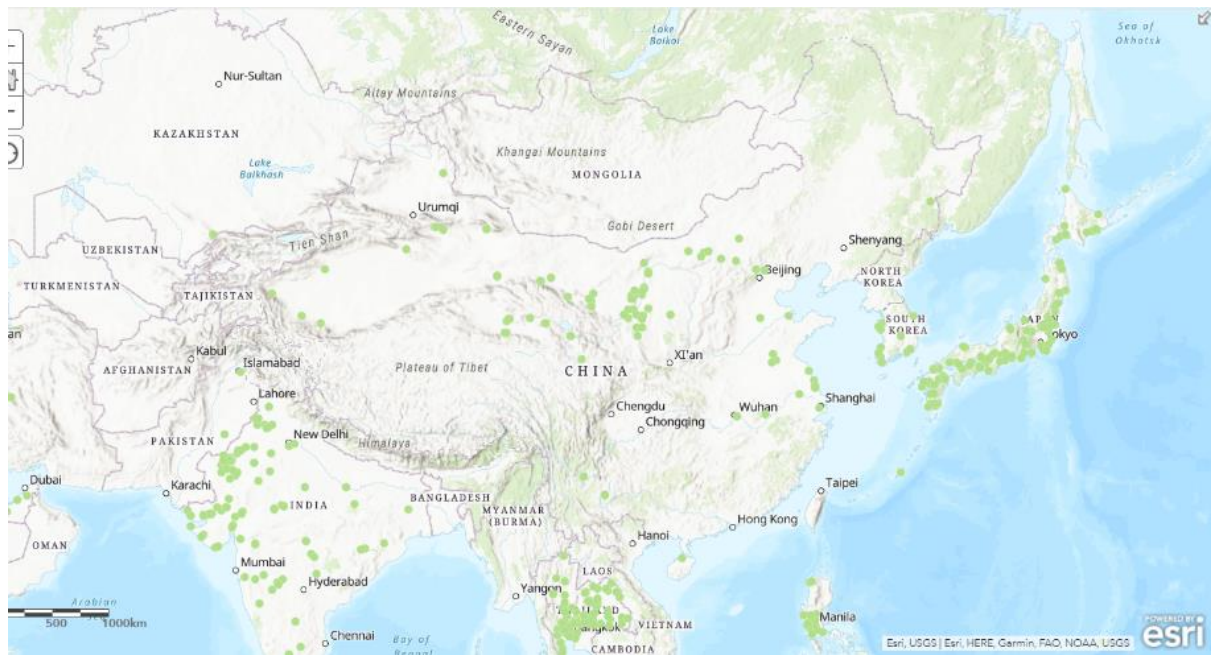 Eastern Sayan
Lake
Baikal
Sea of
Okhotsk
Nur-Sultan
Altay Mountains
KAZAKHSTAN
Khangai Mountains
Lake
Balkhash
MONGOLIA
Urumqi
Gobi Desert
Tien Shan
Shenyang
UZBEKISTAN
Beijing
NORTH
KOREA
TURKMENISTAN
TAJIKISTAN
SOUTH
KOREA
okyo
an
Kabul
Islamabad
XI'an
AFGHANISTAN
Plateau of Tibet
CHINA
Lahore
Chengdu
Wuhan
Shanghai
Chongqing
New Delhi
PAKISTAN
Himalaya
Dubai
Karachi
Taipei
INDIA
BANGLADESH
MYANMAR
(BURMA)
Hong Kong
Hanoi
OMAN
Mumbai
LAOS
Hyderabad
Yangon
Arabian
500 1000km
Manila
VIETNAM
Chennai
Bay of
CAMBODIA
Esri, USGS | Esri, HERE, Garmin, FAO, NOAA, USGS
POWERED BY
esri